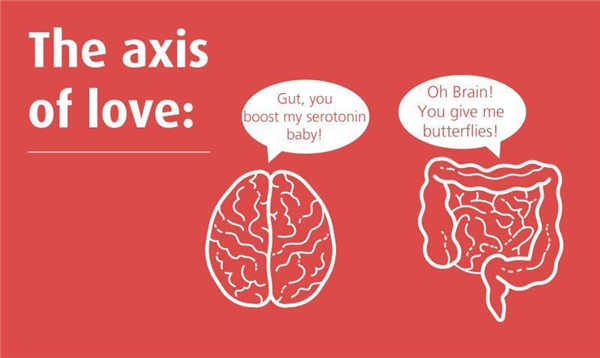 The axis
of love:
Gut, you
boost my serotonin
baby!
Oh Brain!
You give me
butterflies!